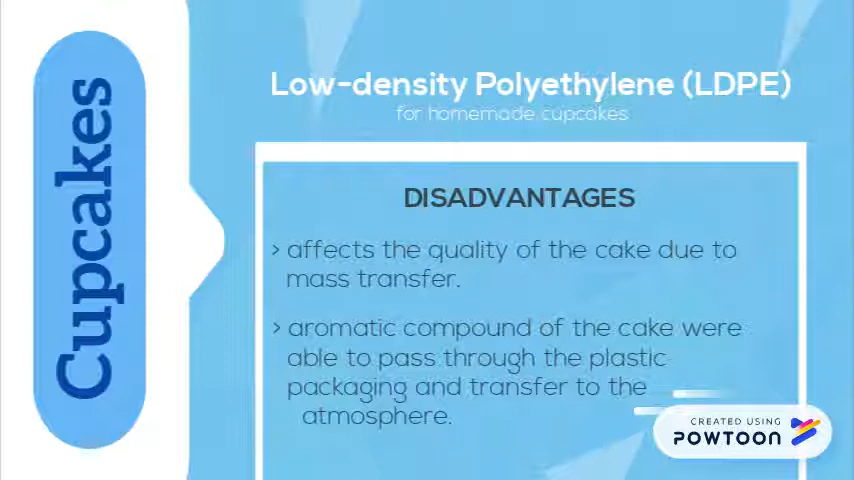 Cupcakes
Low-density Polyethylene (LDPE)
for homemade cupcakes
DISADVANTAGES
> affects the quality of the cake due to
mass transfer.
> aromatic compound of the cake were
able to pass through the plastic
packaging and transfer to the
atmosphere.
CREATED USING
POWTOON